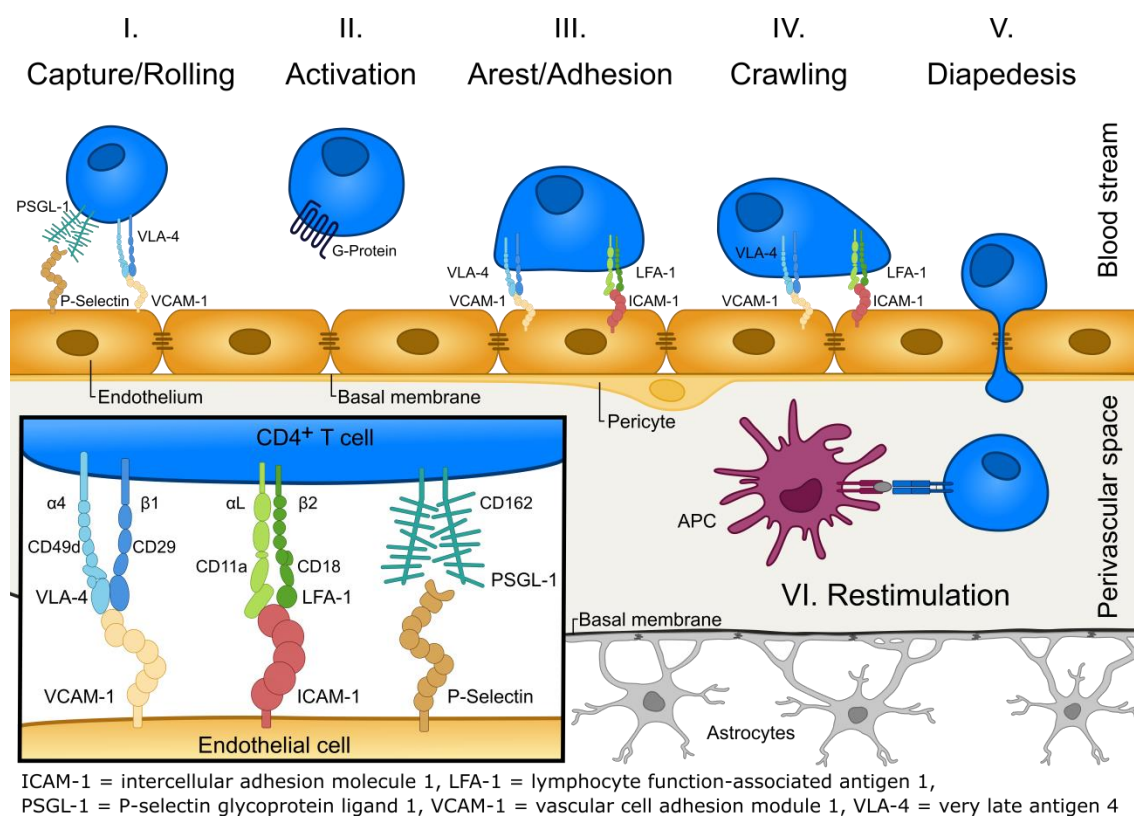 I.
II.
III.
IV.
V.
Capture/Rolling
Activation
Arest/Adhesion
Crawling
Diapedesis
Blood stream
PSGL-1
VLA-4
P-Selectin
VCAM-1
G-Protein
VLA-4
LFA-1
VCAM-1
ICAM-1
VLA-4
LFA-1
VCAM-1
ICAM-1
Endothelium
Basal membrane
Pericyte
Perivascular space
CD4+ T cell
α4
β1
αL
β2
CD162
CD49d
CD29
CD11a
CD18
PSGL-1
VLA-4
LFA-1
VCAM-1
ICAM-1
P-Selectin
Endothelial cell
APC
VI. Restimulation
Basal membrane
Astrocytes
ICAM-1 = intercellular adhesion molecule 1, LFA-1 = lymphocyte function-associated antigen 1,
PSGL-1 = P-selectin glycoprotein ligand 1, VCAM-1 = vascular cell adhesion module 1, VLA-4 = very late antigen 4